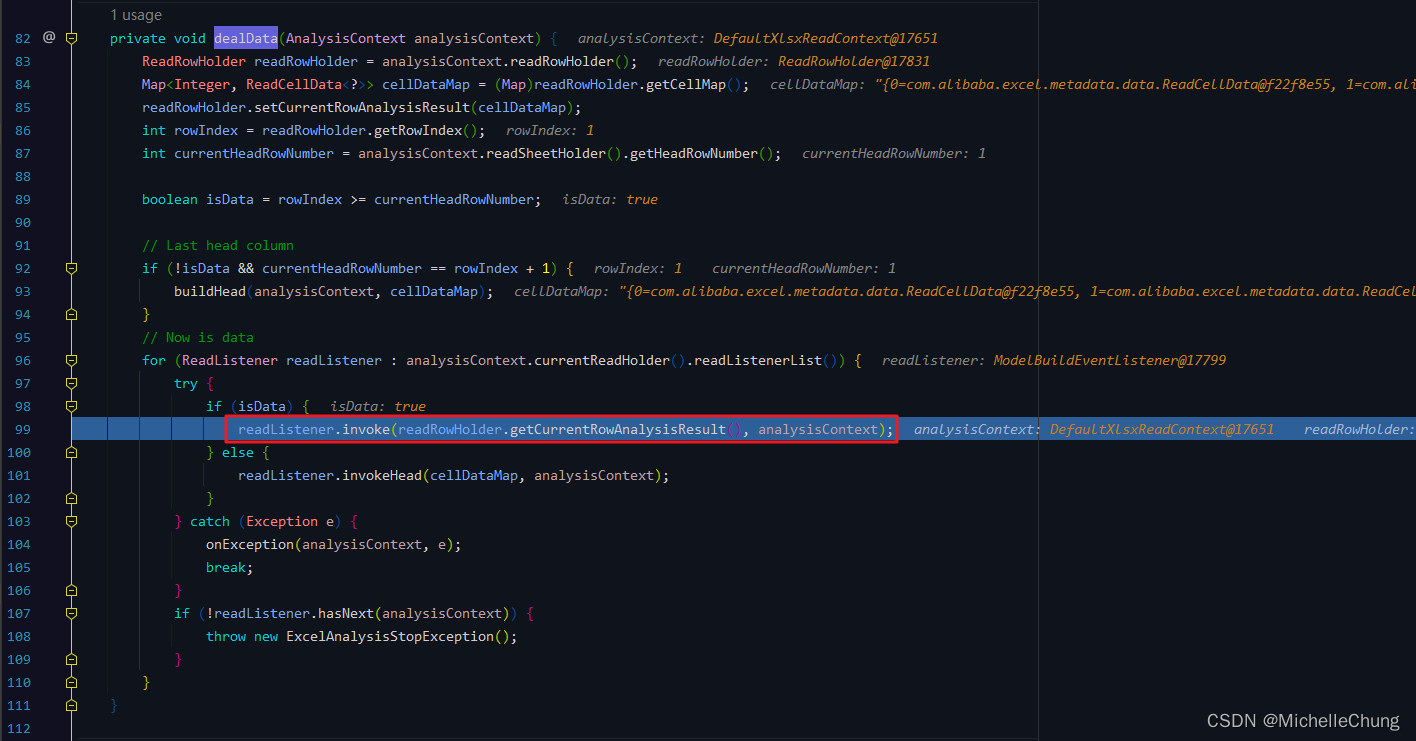 1 usage
82 @ private void dealData(AnalysisContext analysisContext) { analysisContext: DefaultXlsxReadContext@17651
83 ReadRowHolder readRowHolder = analysisContext.readRowHolder(); readRowHolder: ReadRowHolder@17831
84 Map<Integer, ReadCellData<?>> cellDataMap = (Map)readRowHolder.getCellMap(); cellDataMap: "{0=com.alibaba.excel.metadata.data.ReadCellData@f22f8e55, 1=com.ali
85 readRowHolder.setCurrentRowAnalysisResult(cellDataMap);
86 int rowIndex = readRowHolder.getRowIndex(); rowIndex: 1
87 int currentHeadRowNumber = analysisContext.readSheetHolder().getHeadRowNumber(); currentHeadRowNumber: 1
88
89 boolean isData = rowIndex >= currentHeadRowNumber; isData: true
90
91 // Last head column
92 if (!isData && currentHeadRowNumber == rowIndex + 1) { rowIndex: 1 currentHeadRowNumber: 1
93 buildHead(analysisContext, cellDataMap); cellDataMap: "{0=com.alibaba.excel.metadata.data.ReadCellData@f22f8e55, 1=com.alibaba.excel.metadata.data.ReadCel
94 }
95 // Now is data
96 for (ReadListener readListener : analysisContext.currentReadHolder().readListenerList()) { readListener: ModelBuildEventListener@17799
97 try {
98 if (isData) { isData: true
99 readListener.invoke(readRowHolder.getCurrentRowAnalysisResult(), analysisContext); analysisContext: DefaultXlsxReadContext@17651 readRowHolder:
100 } else {
101 readListener.invokeHead(cellDataMap, analysisContext);
102 }
103 } catch (Exception e) {
104 onException(analysisContext, e);
105 break;
106 }
107 if (!readListener.hasNext(analysisContext)) {
108 throw new ExcelAnalysisStopException();
109 }
110 }
111 }
112
CSDN @MichelleChung